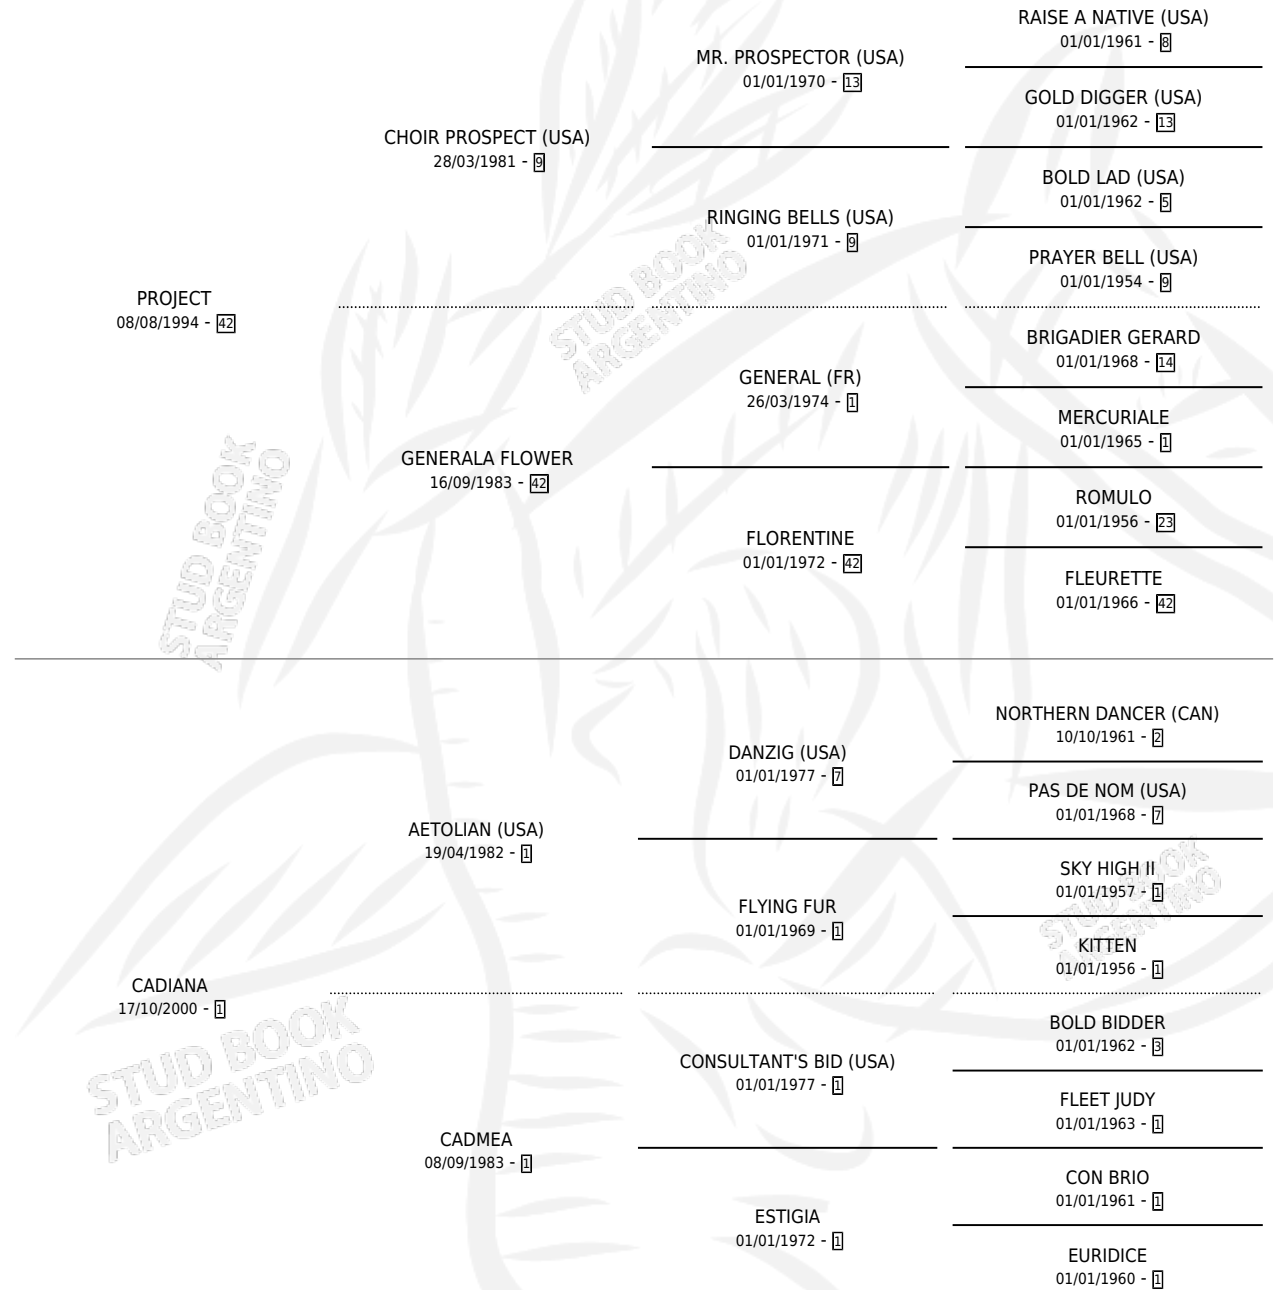 RAISE A NATIVE (USA)
01/01/1961 - 8
MR. PROSPECTOR (USA)
01/01/1970 - 13
GOLD DIGGER (USA)
01/01/1962 - 13
CHOIR PROSPECT (USA)
28/03/1981 - 9
BOLD LAD (USA)
01/01/1962 - 5
RINGING BELLS (USA)
01/01/1971 - 9
PRAYER BELL (USA)
01/01/1954 - 9
PROJECT
08/08/1994 - 42
BRIGADIER GERARD
01/01/1968 - 14
GENERAL (FR)
26/03/1974 - 1
MERCURIALE
01/01/1965 - 1
GENERALA FLOWER
16/09/1983 - 42
ROMULO
01/01/1956 - 23
FLORENTINE
01/01/1972 - 42
FLEURETTE
01/01/1966 - 42
NORTHERN DANCER (CAN)
10/10/1961 - 2
DANZIG (USA)
01/01/1977 - 7
PAS DE NOM (USA)
01/01/1968 - 7
AETOLIAN (USA)
19/04/1982 - 1
SKY HIGH II
01/01/1957 - 1
FLYING FUR
01/01/1969 - 1
KITTEN
01/01/1956 - 1
CADIANA
17/10/2000 - 1
BOLD BIDDER
01/01/1962 - 3
CONSULTANT'S BID (USA)
01/01/1977 - 1
FLEET JUDY
01/01/1963 - 1
CADMEA
08/09/1983 - 1
CON BRIO
01/01/1961 - 1
ESTIGIA
01/01/1972 - 1
EURIDICE
01/01/1960 - 1
STUD BOOK
ARGENTINO
STUD BOOK
ARGENTINO
STUD BOOK
ARGENTINO
STUD BOOK
ARGENTINO